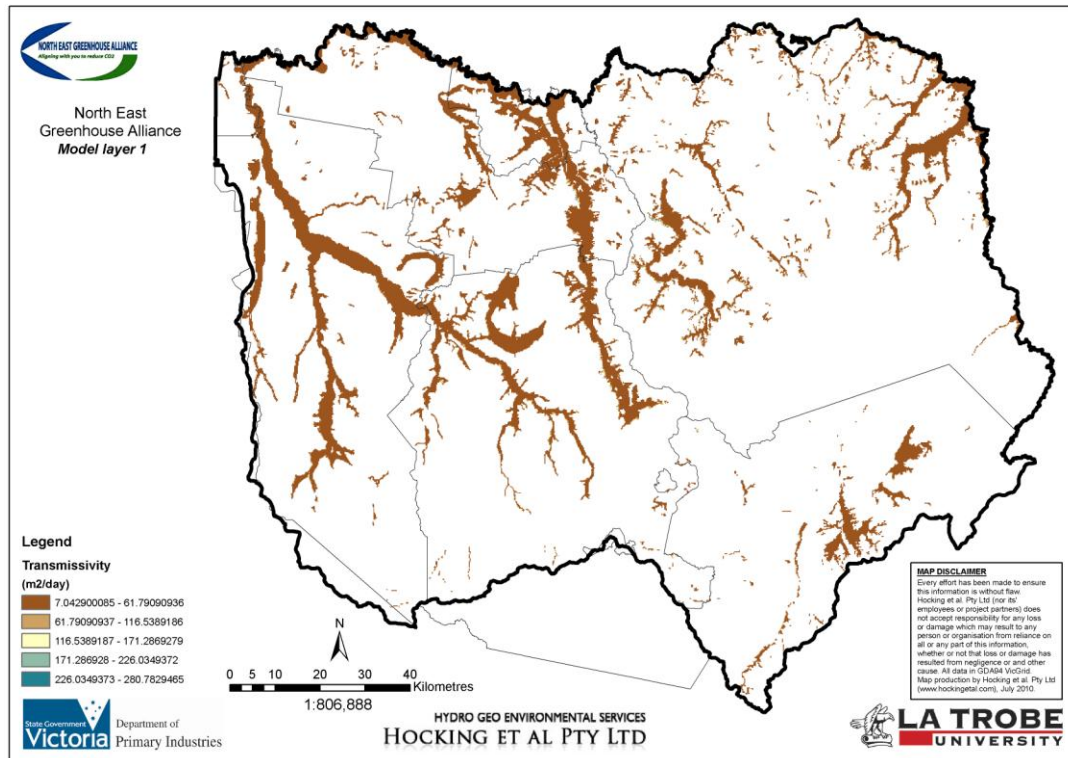 NORTH EAST GREENHOUSE ALLIANCE
Aligning with you to reduce CO2
North East
Greenhouse Alliance
Model layer 1
Legend
Transmissivity
(m2/day)
7.042900085 - 61.79090936
61.79090937 - 116.5389186
116.5389187 - 171.2869279
171.286928 - 226.0349372
226.0349373 - 280.7829465
N
0 5 10 20 30 40
Kilometres
1:806,888
MAP DISCLAIMER
Every effort has been made to ensure
this information is without flaw.
Hocking et al. Pty Ltd (nor its'
employees or project partners) does
not accept responsibility for any loss
or damage which may result to any
person or organisation from reliance on
all or any part of this information,
whether or not that loss or damage has
resulted from negligence or and other
cause. All data in GDA94 VicGrid.
Map production by Hocking et al. Pty Ltd
(www.hockingetal.com), July 2010.
State Government
Victoria
Department of
Primary Industries
HYDRO GEO ENVIRONMENTAL SERVICES
HOCKING ET AL PTY LTD
LA TROBE
UNIVERSITY